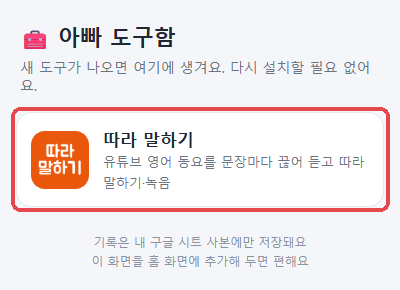 아빠 도구함
새 도구가 나오면 여기에 생겨요. 다시 설치할 필요 없어
요.
따라
말하기
따라 말하기
유튜브 영어 동요를 문장마다 끊어 듣고 따라
말하기·녹음
기록은 내 구글 시트 사본에만 저장돼요
이 화면을 홈 화면에 추가해 두면 편해요